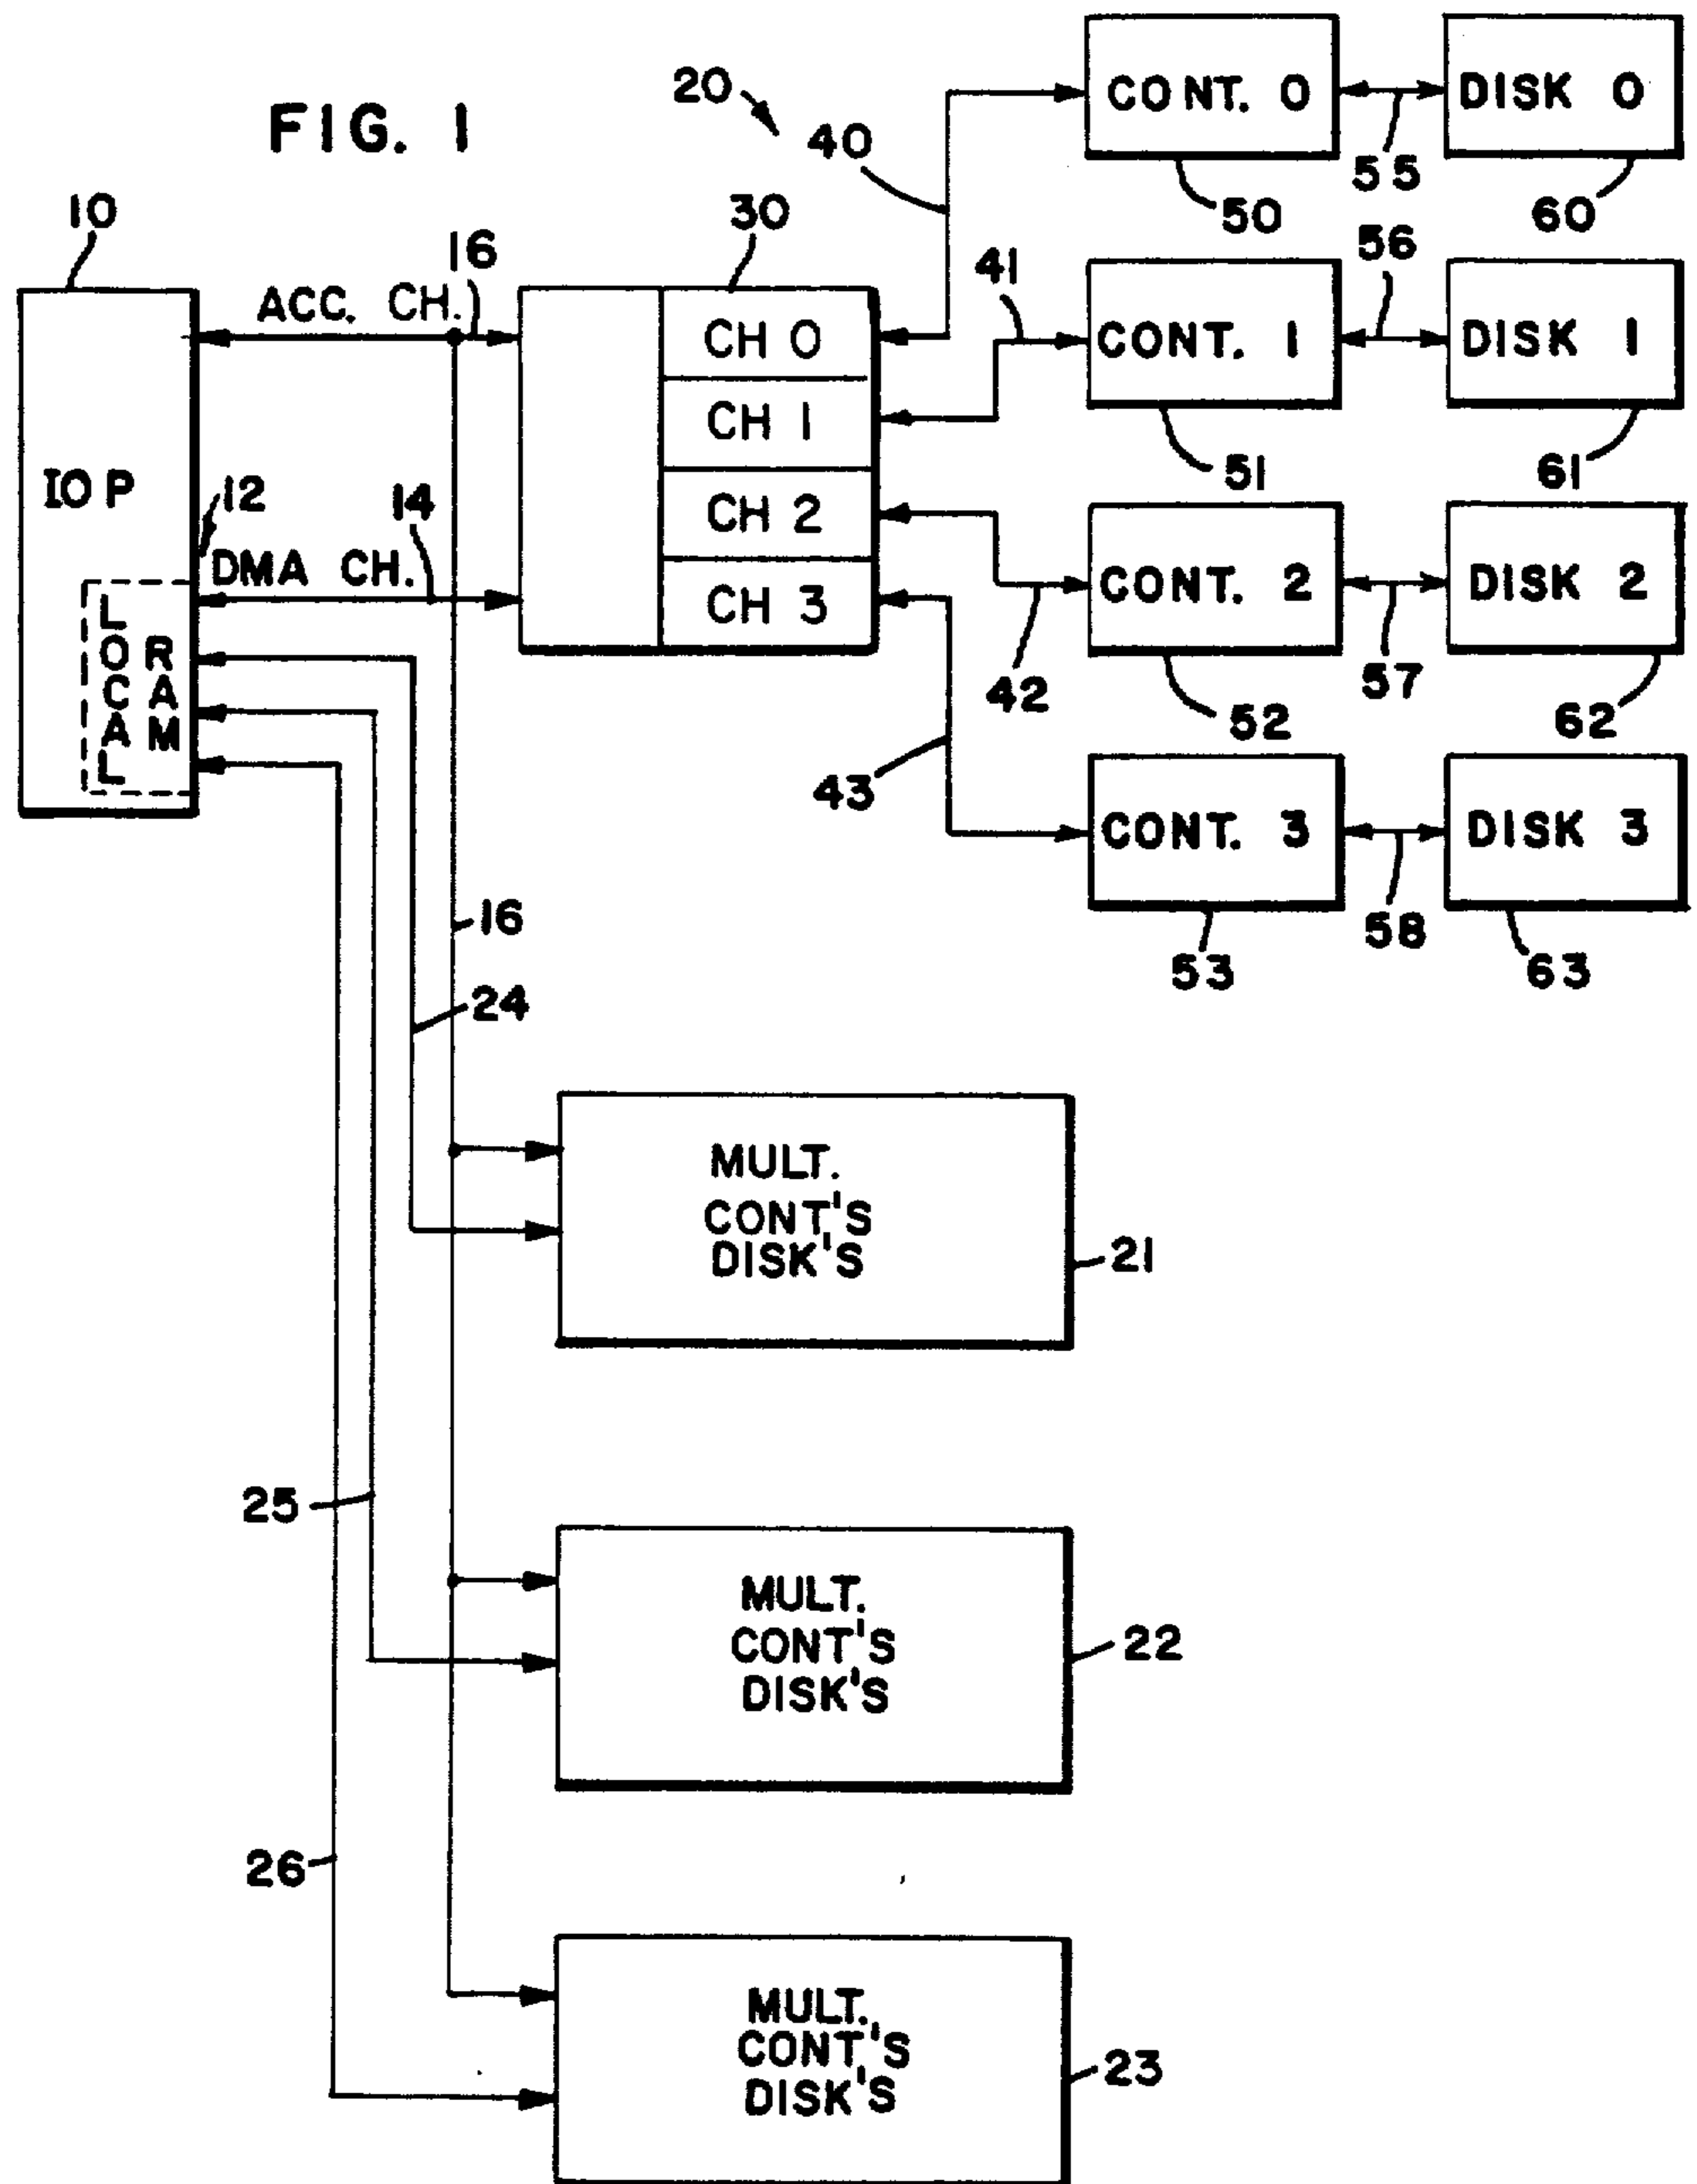 FIG. 1
20
40
CONT. 0
DISK 0
55
50
60
10
16
30
41
56
ACC. CH.
CH 0
CONT. 1
DISK 1
CH 1
51
61
IOP
12
14
CH 2
DMA CH.
CONT. 2
DISK 2
CH 3
LOCAL
RAM
42
57
52
62
43
CONT. 3
DISK 3
16
58
53
63
24
MULT.
CONT'S
DISK'S
21
25
MULT.
CONT'S
DISK'S
22
26
MULT.
CONT'S
DISK'S
23